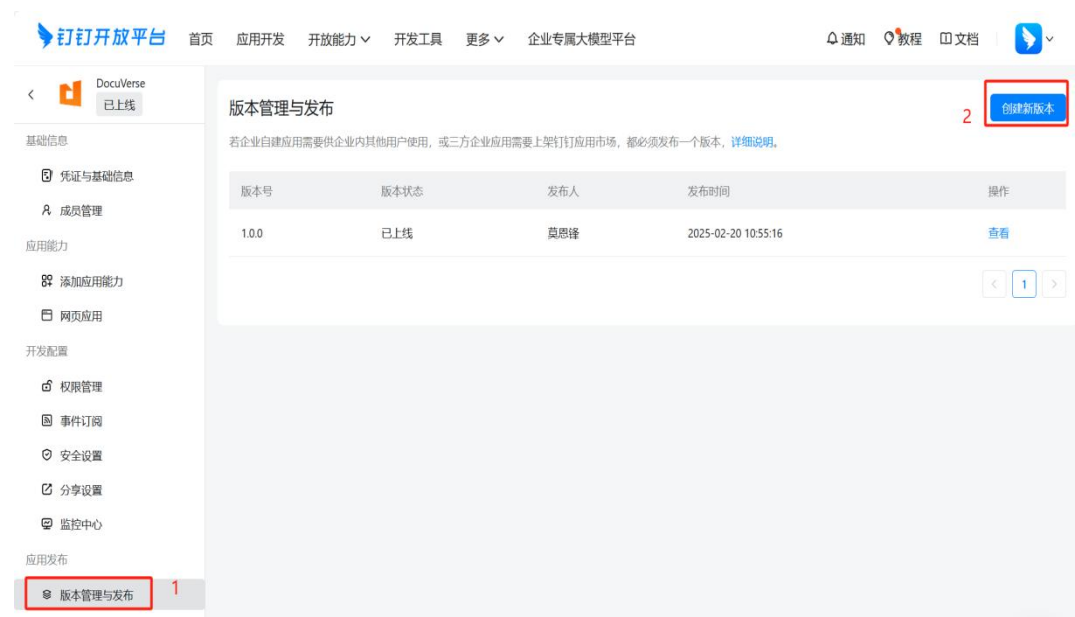 钉钉开放平台 首页 应用开发 开放能力 开发工具 更多 企业专属大模型平台 通知 教程 文档
DocuVerse
已上线
基础信息
凭证与基础信息
成员管理
应用能力
添加应用能力
网页应用
开发配置
权限管理
事件订阅
安全设置
分享设置
监控中心
应用发布
版本管理与发布 1
版本管理与发布
2 创建新版本
若企业自建应用需要供企业内其他用户使用，或三方企业应用需要上架钉钉应用市场，都必须发布一个版本，详细说明。
版本号 版本状态 发布人 发布时间 操作
1.0.0 已上线 莫恩锋 2025-02-20 10:55:16 查看
< 1 >